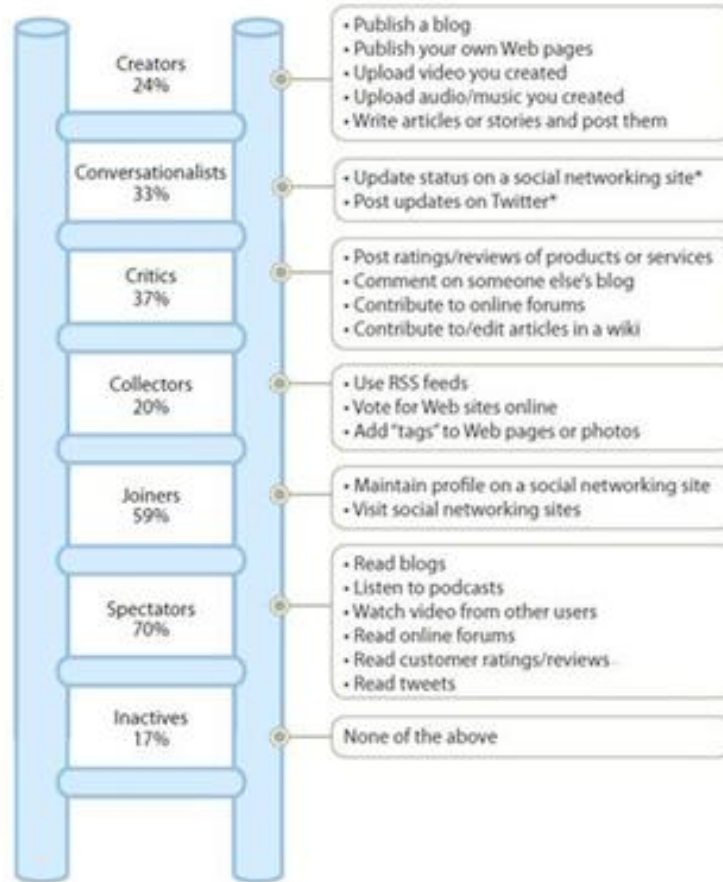 Creators
24%
• Publish a blog
• Publish your own Web pages
• Upload video you created
• Upload audio/music you created
• Write articles or stories and post them
Conversationalists
33%
• Update status on a social networking site*
• Post updates on Twitter*
Critics
37%
• Post ratings/reviews of products or services
• Comment on someone else's blog
• Contribute to online forums
• Contribute to/edit articles in a wiki
Collectors
20%
• Use RSS feeds
• Vote for Web sites online
• Add "tags" to Web pages or photos
Joiners
59%
• Maintain profile on a social networking site
• Visit social networking sites
Spectators
70%
• Read blogs
• Listen to podcasts
• Watch video from other users
• Read online forums
• Read customer ratings/reviews
• Read tweets
Inactives
17%
None of the above